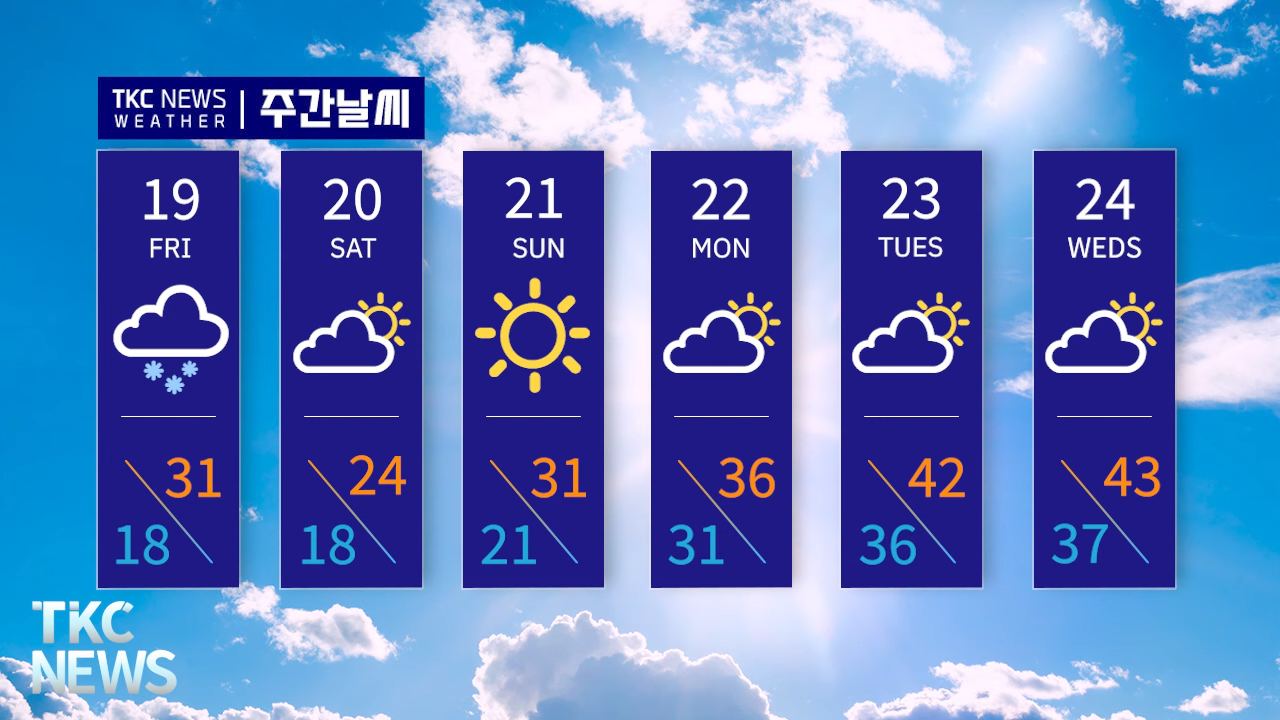 TKC NEWS
WEATHER
주간날씨
19
FRI
31
18
20
SAT
24
18
21
SUN
31
21
22
MON
36
31
23
TUES
42
36
24
WEDS
43
37
TKC
NEWS